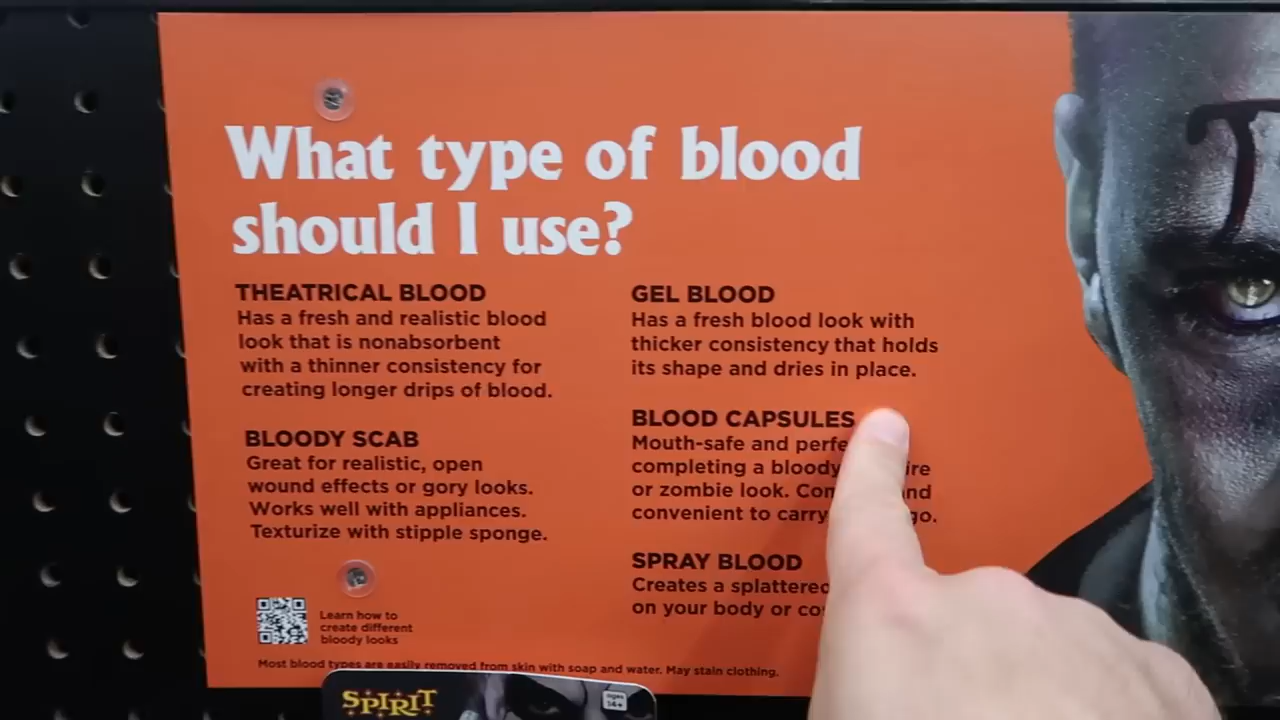 What type of blood
should I use?
THEATRICAL BLOOD
Has a fresh and realistic blood
look that is nonabsorbent
with a thinner consistency for
creating longer drips of blood.
BLOODY SCAB
Great for realistic, open
wound effects or gory looks.
Works well with appliances.
Texturize with stipple sponge.
GEL BLOOD
Has a fresh blood look with
thicker consistency that holds
its shape and dries in place.
BLOOD CAPSULES
Mouth-safe and
completing a bloody
or zombie look.
convenient to carry go.
SPRAY BLOOD
Creates a splattered
on your body or
Learn how to
create different
bloody looks
Most blood types are easily removed from skin with soap and water. May stain clothing.
SPIRIT
ages
14+